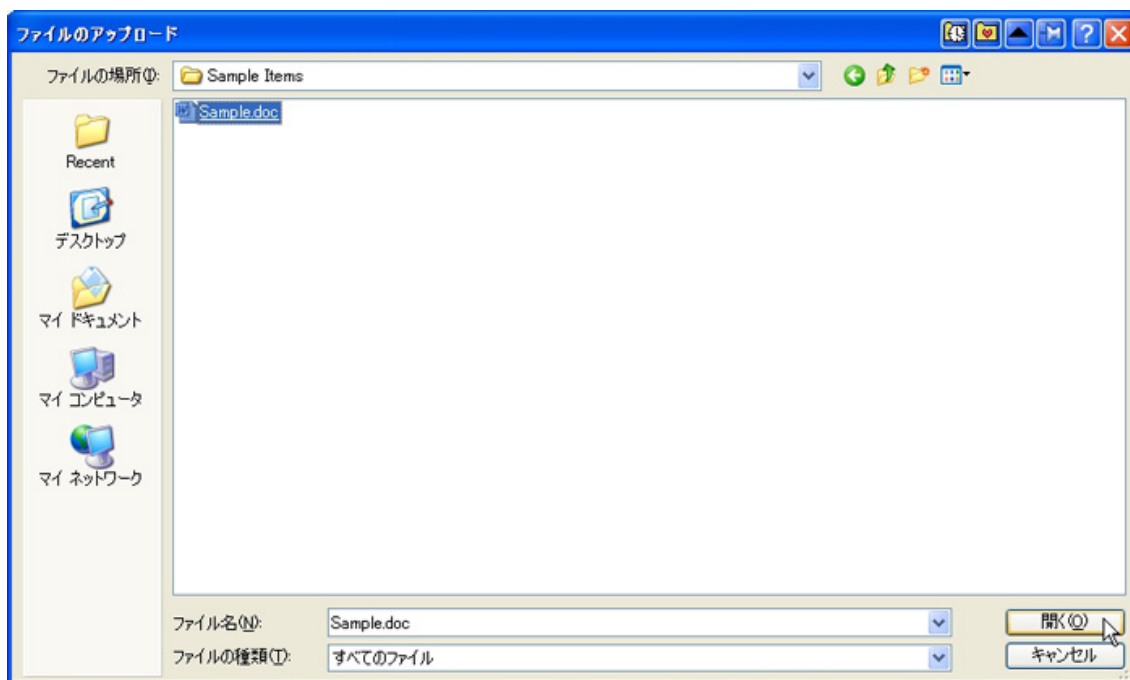 ファイルのアップロード
ファイルの場所(I):
Sample Items
Sample.doc
Recent
デスクトップ
マイ ドキュメント
マイ コンピュータ
マイ ネットワーク
ファイル名(N):
Sample.doc
開く(O)
ファイルの種類(T):
すべてのファイル
キャンセル